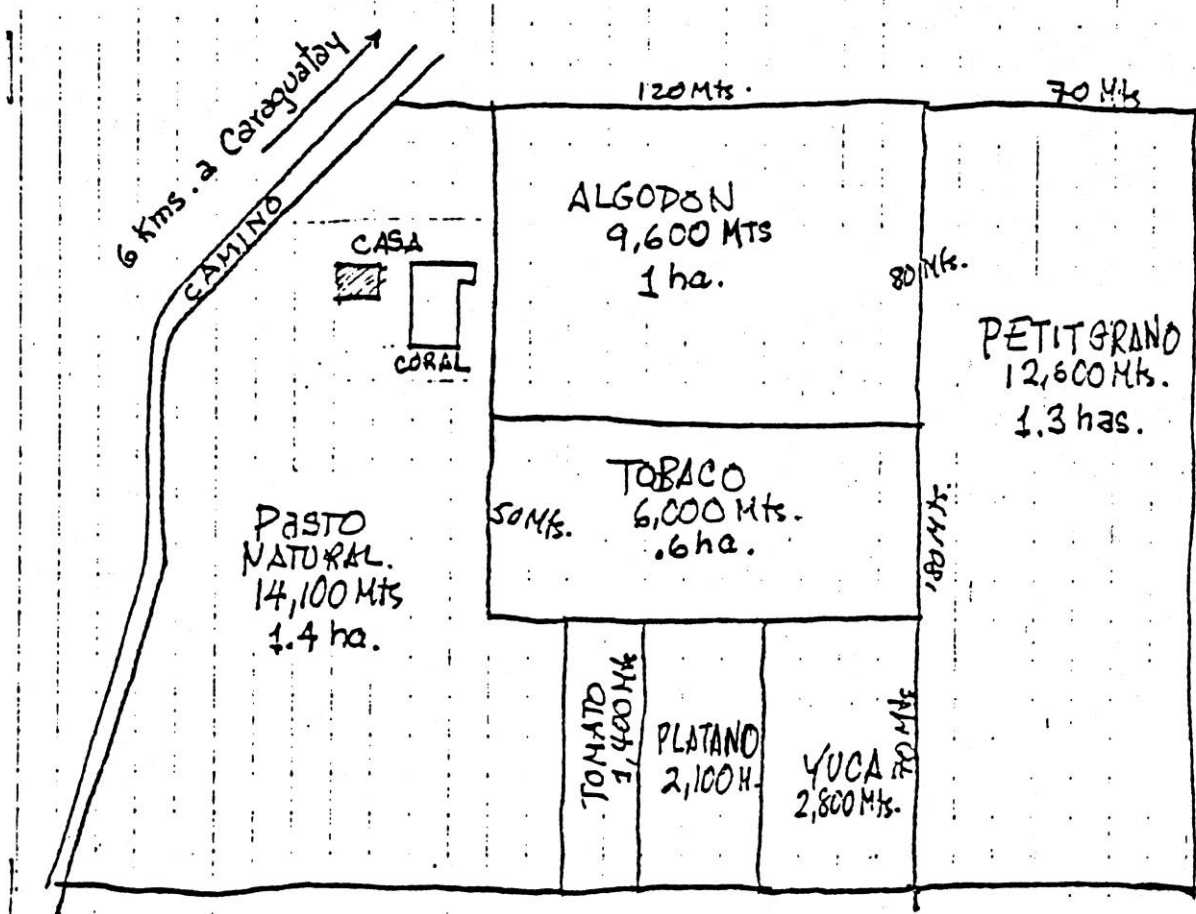 6 Kms. a Caraguatay
CAMINO
120 Mts.
70 Mts
ALGODON
9,600 MTS
1 ha.
CASA
CORAL
80 Mts.
PETITGRANO
12,600 Mts.
1.3 has.
TOBACO
6,000 Mts.
.6 ha.
50 Mts.
180 Mts.
PASTO
NATURAL.
14,100 Mts
1.4 ha.
TOMATO
1,400 Mts
PLATANO
2,100 M.
YUCA
2,800 Mts.
70 Mts